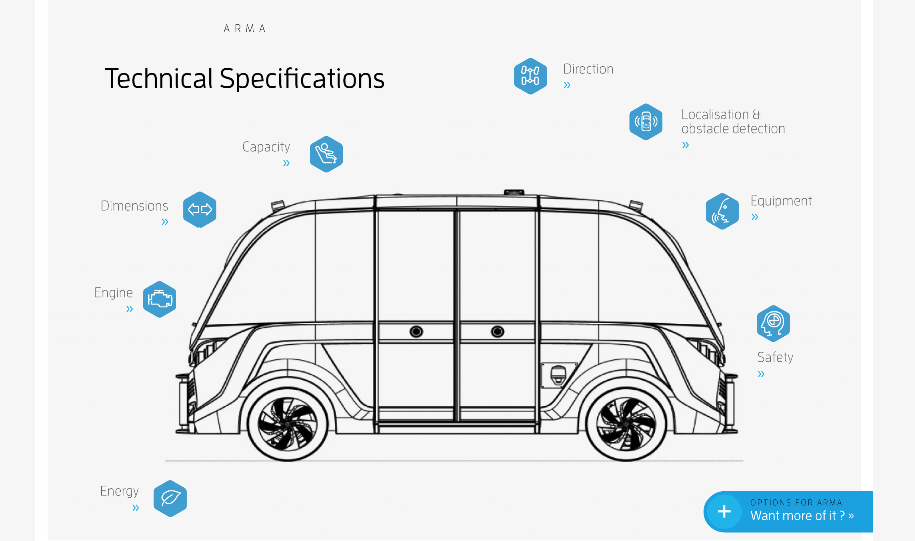 ARMA
Technical Specifications
Direction
»
Localisation &
obstacle detection
»
Capacity
»
Dimensions
»
Equipment
»
Engine
»
Safety
»
Energy
»
OPTIONS FOR ARMA
Want more of it ? »